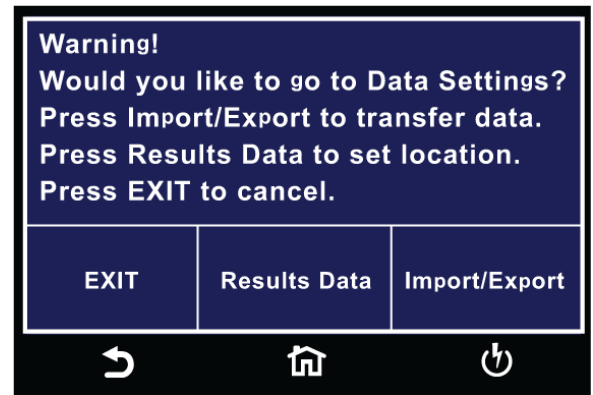 Warning!
Would you like to go to Data Settings?
Press Import/Export to transfer data.
Press Results Data to set location.
Press EXIT to cancel.
EXIT
Results Data
Import/Export